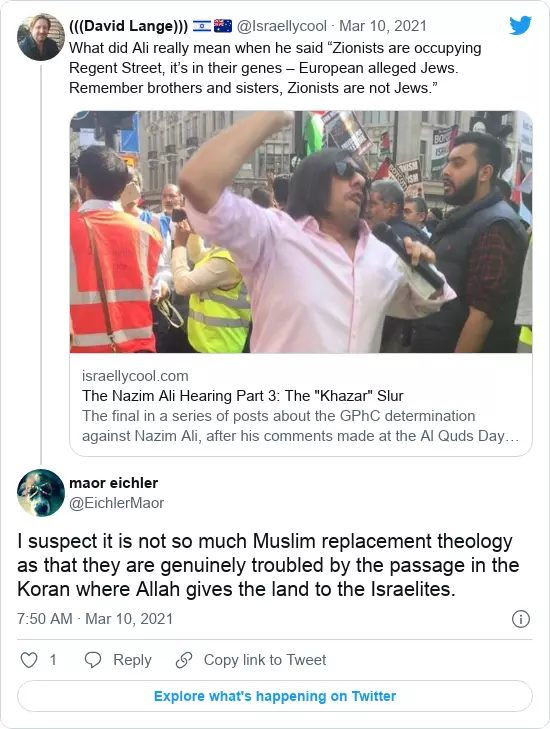 (((David Lange))) 🇮🇱 🇦🇺 @Israellycool · Mar 10, 2021
What did Ali really mean when he said “Zionists are occupying
Regent Street, it’s in their genes – European alleged Jews.
Remember brothers and sisters, Zionists are not Jews.”
israellycool.com
The Nazim Ali Hearing Part 3: The "Khazar" Slur
The final in a series of posts about the GPhC determination
against Nazim Ali, after his comments made at the Al Quds Day…
maor eichler
@EichlerMaor
I suspect it is not so much Muslim replacement theology
as that they are genuinely troubled by the passage in the
Koran where Allah gives the land to the Israelites.
7:50 AM · Mar 10, 2021
1 Reply Copy link to Tweet
Explore what's happening on Twitter